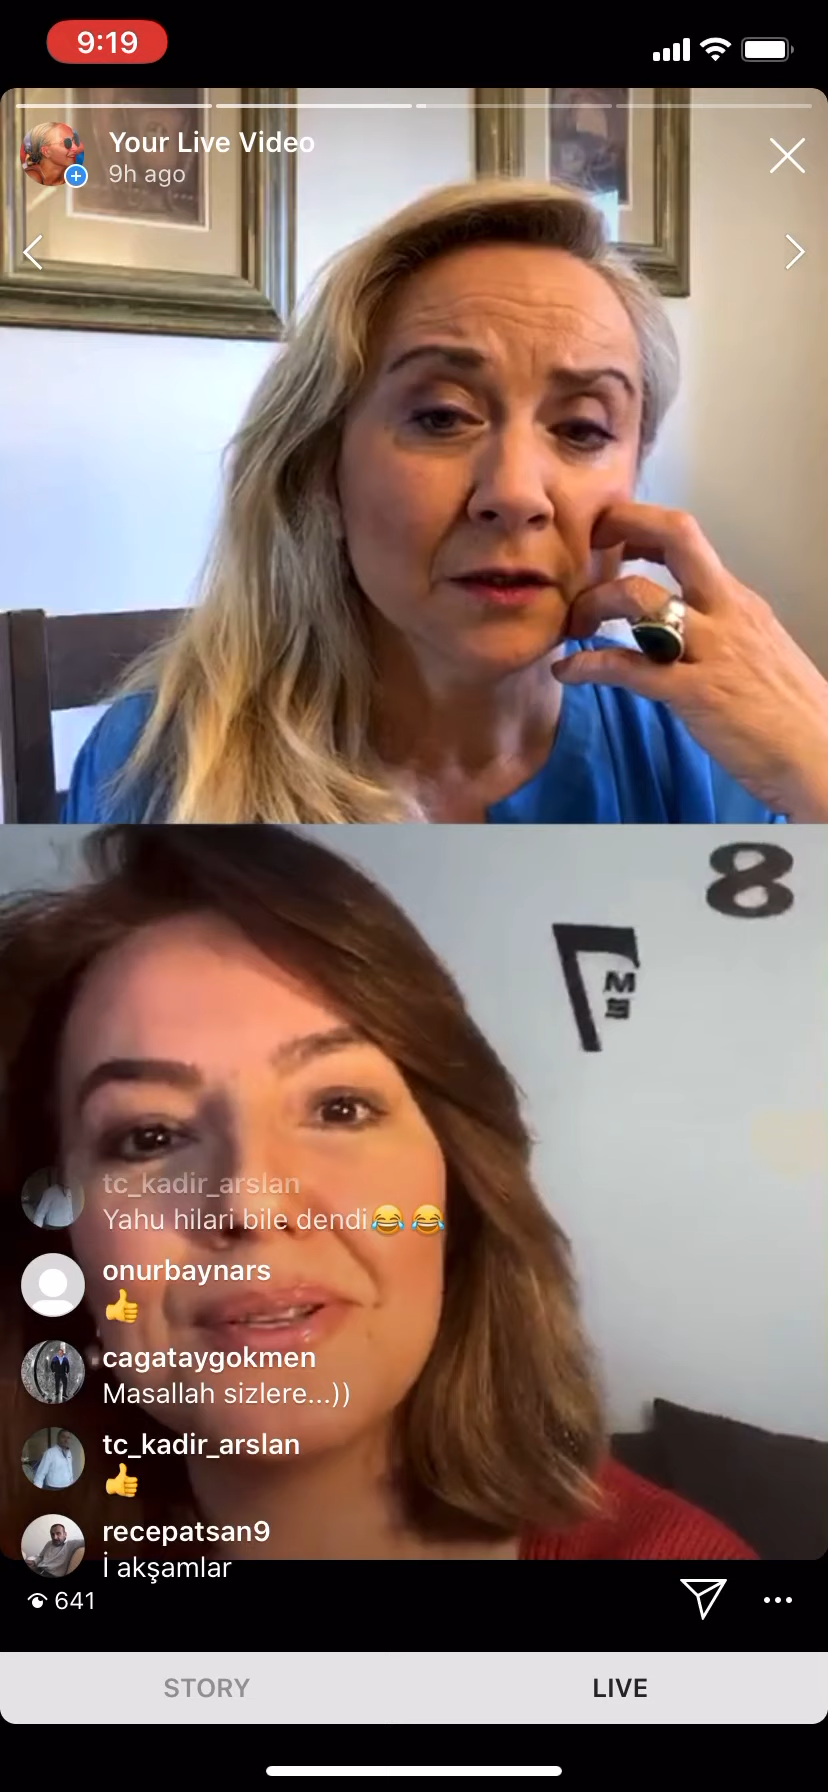 9:19
Your Live Video
9h ago
8
tc_kadir_arslan
Yahu hilari bile dendi😂😂
onurbaynars
👍
cagataygokmen
Masallah sizlere...))
tc_kadir_arslan
👍
recepatsan9
İ akşamlar
641
STORY
LIVE